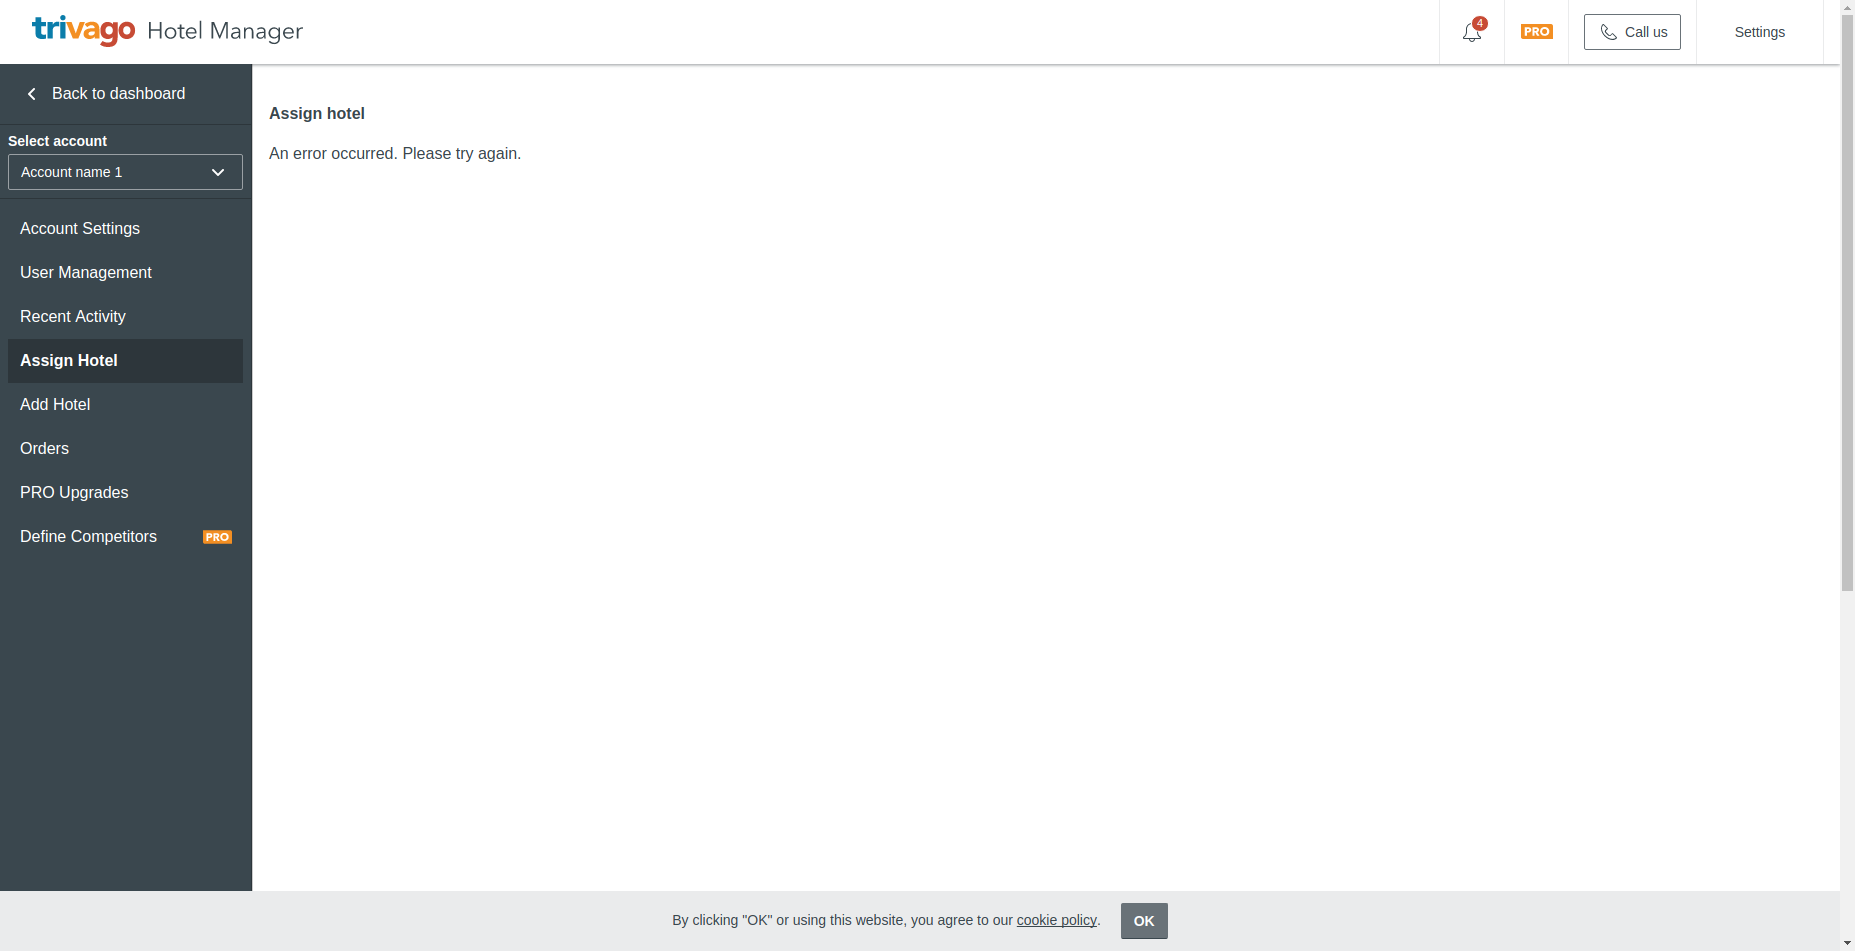 trivago Hotel Manager
4
PRO
Call us
Settings
Back to dashboard
Select account
Account name 1
Account Settings
User Management
Recent Activity
Assign Hotel
Add Hotel
Orders
PRO Upgrades
Define Competitors PRO
Assign hotel
An error occurred. Please try again.
By clicking "OK" or using this website, you agree to our cookie policy. OK